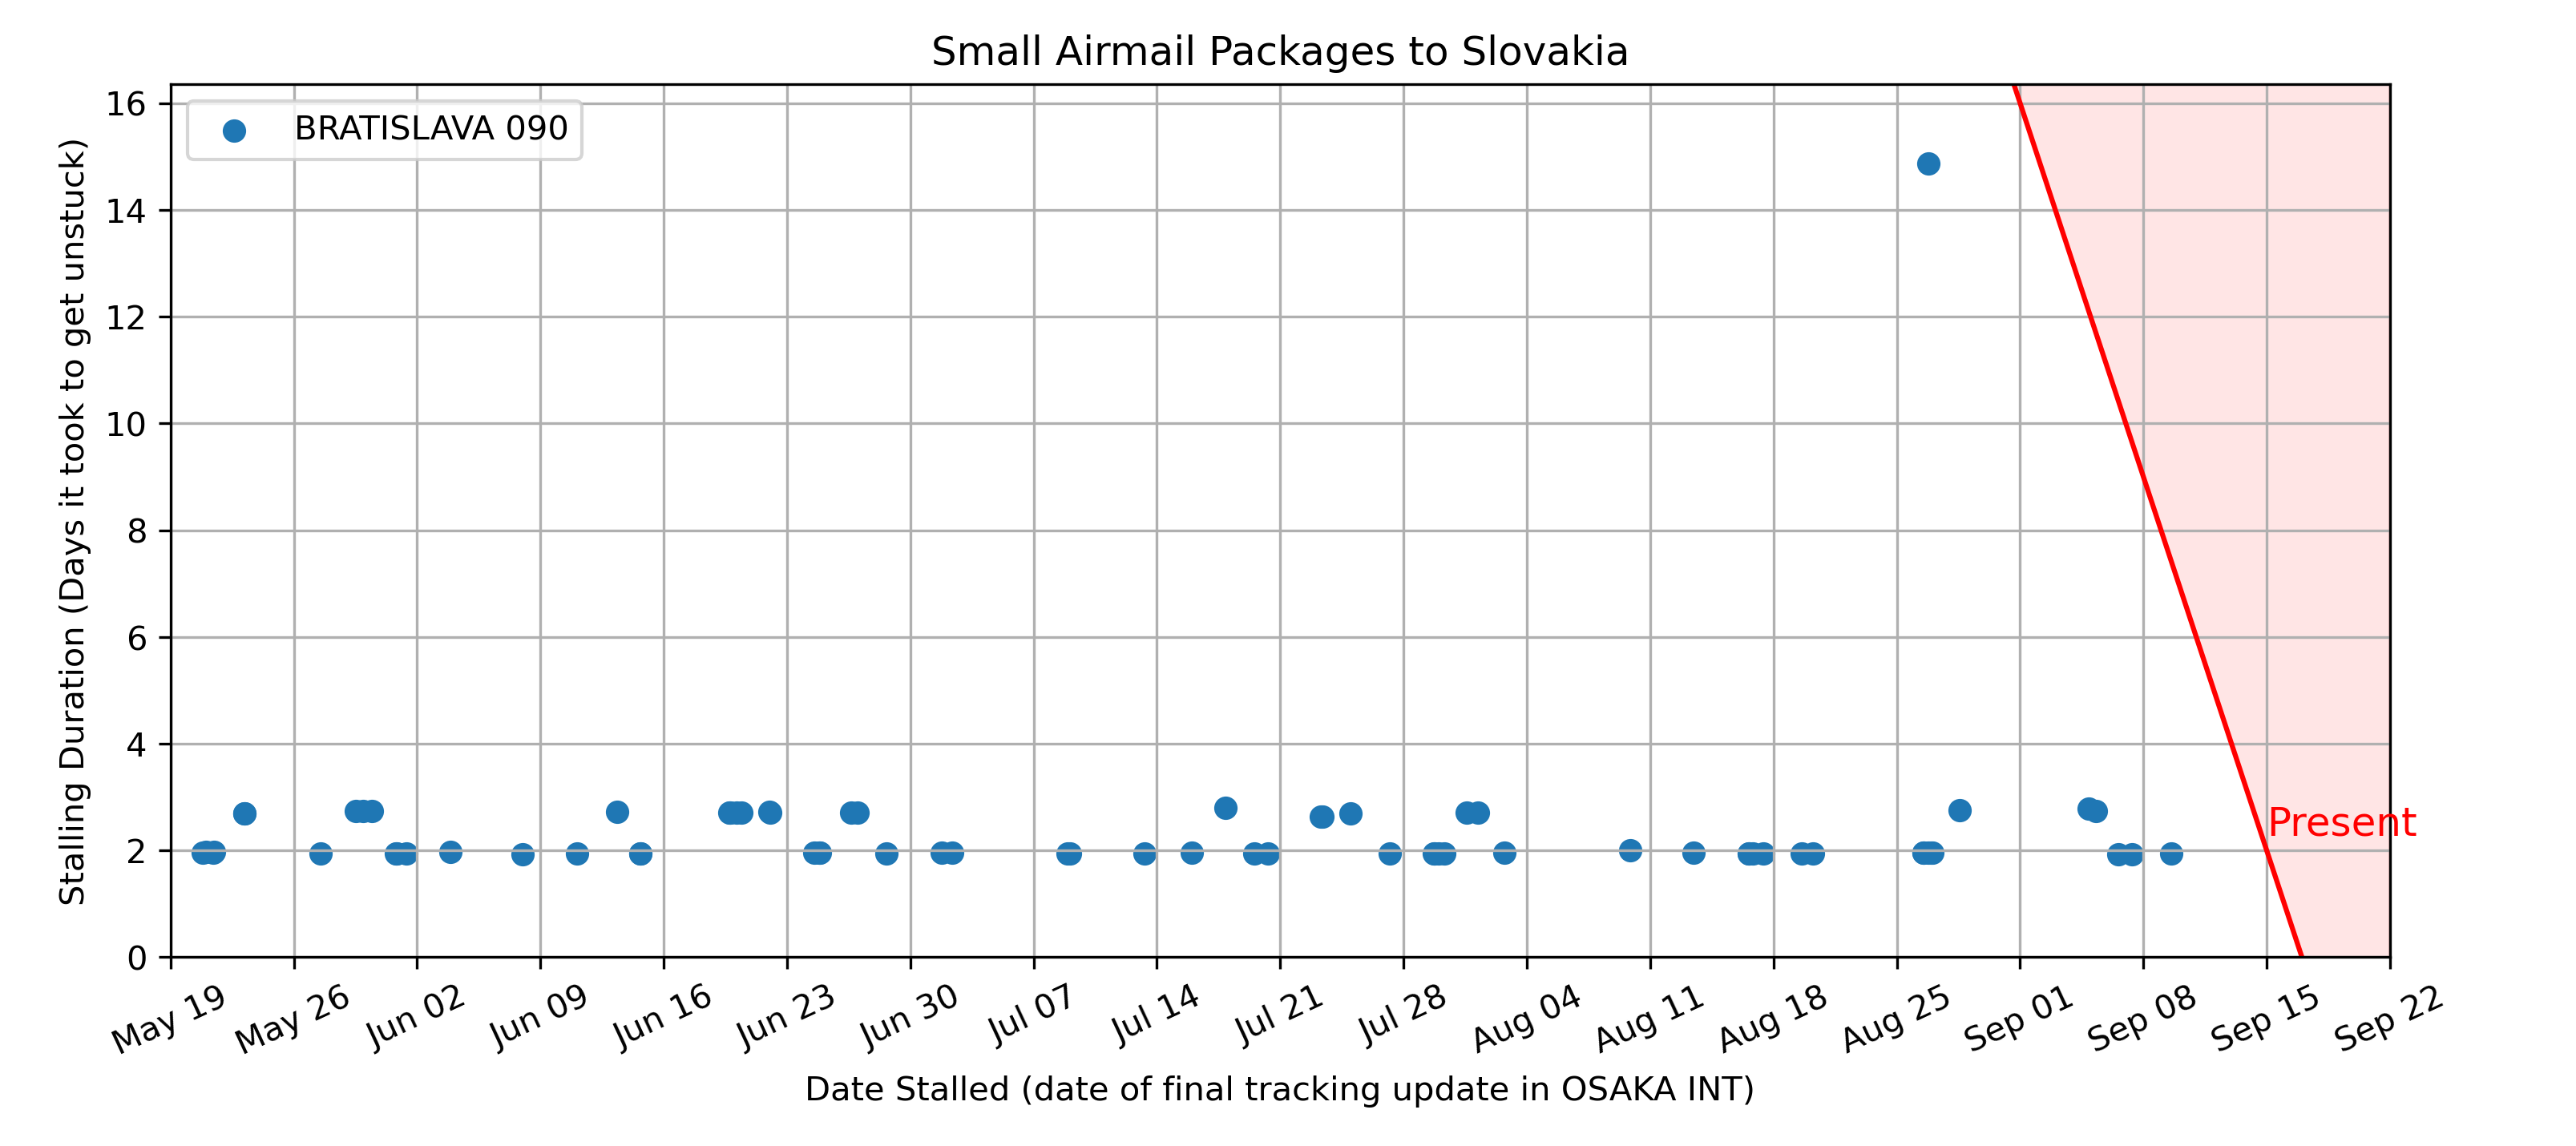 Small Airmail Packages to Slovakia
BRATISLAVA 090
Stalling Duration (Days it took to get unstuck)
16
14
12
10
8
6
4
2
0
Present
May 19
May 26
Jun 02
Jun 09
Jun 16
Jun 23
Jun 30
Jul 07
Jul 14
Jul 21
Jul 28
Aug 04
Aug 11
Aug 18
Aug 25
Sep 01
Sep 08
Sep 15
Sep 22
Date Stalled (date of final tracking update in OSAKA INT)